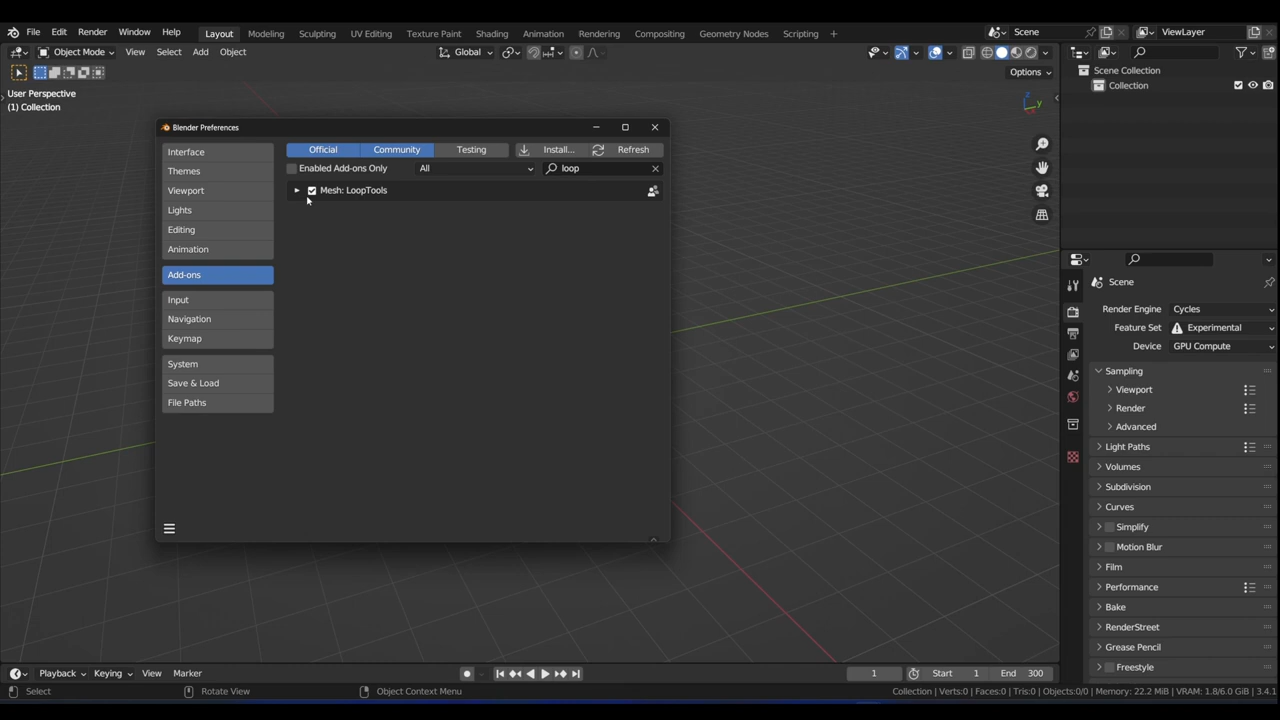 File Edit Render Window Help Layout Modeling Sculpting UV Editing Texture Paint Shading Animation Rendering Compositing Geometry Nodes Scripting + Scene ViewLayer
Object Mode View Select Add Object Global
Options
User Perspective
(1) Collection
Z
Y
Scene Collection
Collection
Blender Preferences
Interface
Themes
Viewport
Lights
Editing
Animation
Add-ons
Input
Navigation
Keymap
System
Save & Load
File Paths
Official Community Testing Install... Refresh
Enabled Add-ons Only All loop
Mesh: LoopTools
Scene
Render Engine Cycles
Feature Set Experimental
Device GPU Compute
Sampling
Viewport
Render
Advanced
Light Paths
Volumes
Subdivision
Curves
Simplify
Motion Blur
Film
Performance
Bake
RenderStreet
Grease Pencil
Freestyle
Playback Keying View Marker 1 Start 1 End 300
Select Rotate View Object Context Menu Collection | Verts:0 | Faces:0 | Tris:0 | Objects:0/0 | Memory: 22.2 MiB | VRAM: 1.8/6.0 GiB | 3.4.1